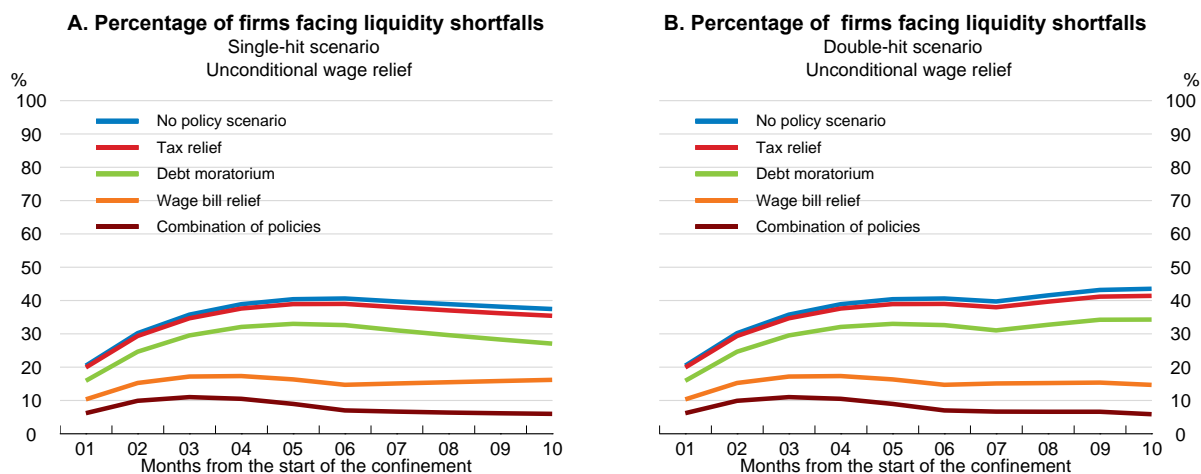 A. Percentage of firms facing liquidity shortfalls
Single-hit scenario
Unconditional wage relief
%
100
90
80
70
60
50
40
30
20
10
0
No policy scenario
Tax relief
Debt moratorium
Wage bill relief
Combination of policies
01 02 03 04 05 06 07 08 09 10
Months from the start of the confinement
B. Percentage of firms facing liquidity shortfalls
Double-hit scenario
Unconditional wage relief
%
100
90
80
70
60
50
40
30
20
10
0
No policy scenario
Tax relief
Debt moratorium
Wage bill relief
Combination of policies
01 02 03 04 05 06 07 08 09 10
Months from the start of the confinement